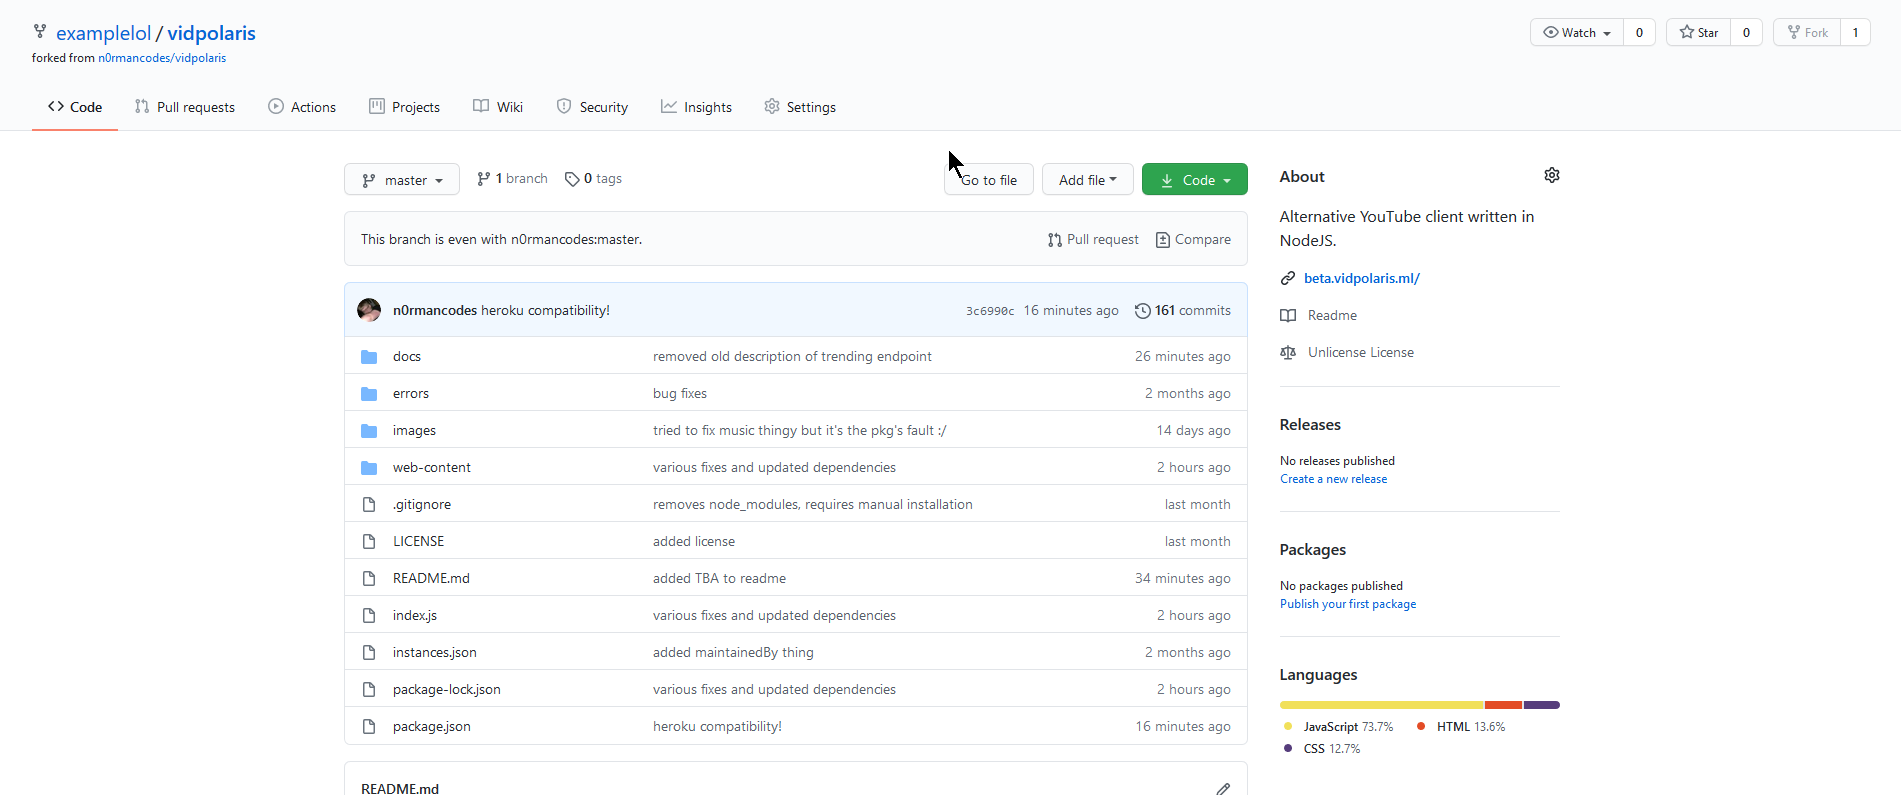 examplelol / vidpolaris
Watch 0 Star 0 Fork 1
forked from n0rmancodes/vidpolaris
Code Pull requests Actions Projects Wiki Security Insights Settings
master 1 branch 0 tags Go to file Add file Code
This branch is even with n0rmancodes:master. Pull request Compare
n0rmancodes heroku compatibility! 3c6990c 16 minutes ago 161 commits
docs removed old description of trending endpoint 26 minutes ago
errors bug fixes 2 months ago
images tried to fix music thingy but it's the pkg's fault :/ 14 days ago
web-content various fixes and updated dependencies 2 hours ago
.gitignore removes node_modules, requires manual installation last month
LICENSE added license last month
README.md added TBA to readme 34 minutes ago
index.js various fixes and updated dependencies 2 hours ago
instances.json added maintainedBy thing 2 months ago
package-lock.json various fixes and updated dependencies 2 hours ago
package.json heroku compatibility! 16 minutes ago
README.md
About
Alternative YouTube client written in
NodeJS.
beta.vidpolaris.ml/
Readme
Unlicense License
Releases
No releases published
Create a new release
Packages
No packages published
Publish your first package
Languages
JavaScript 73.7% HTML 13.6%
CSS 12.7%